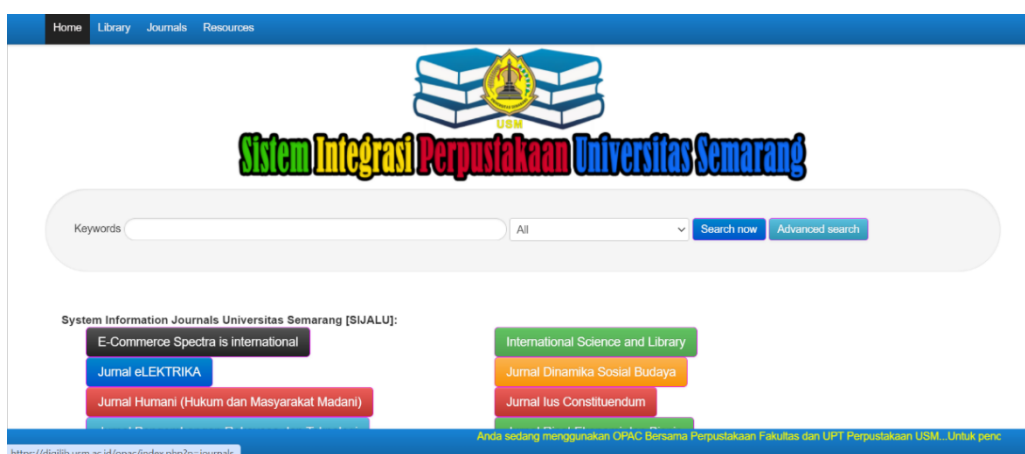 Home Library Journals Resources
USM
Sistem Integrasi Perpustakaan Universitas Semarang
Keywords All Search now Advanced search
System Information Journals Universitas Semarang [SIJALU]:
E-Commerce Spectra is international International Science and Library
Jurnal eLEKTRIKA Jurnal Dinamika Sosial Budaya
Jurnal Humani (Hukum dan Masyarakat Madani) Jurnal Ius Constituendum
Anda sedang menggunakan OPAC Bersama Perpustakaan Fakultas dan UPT Perpustakaan USM...Untuk penc